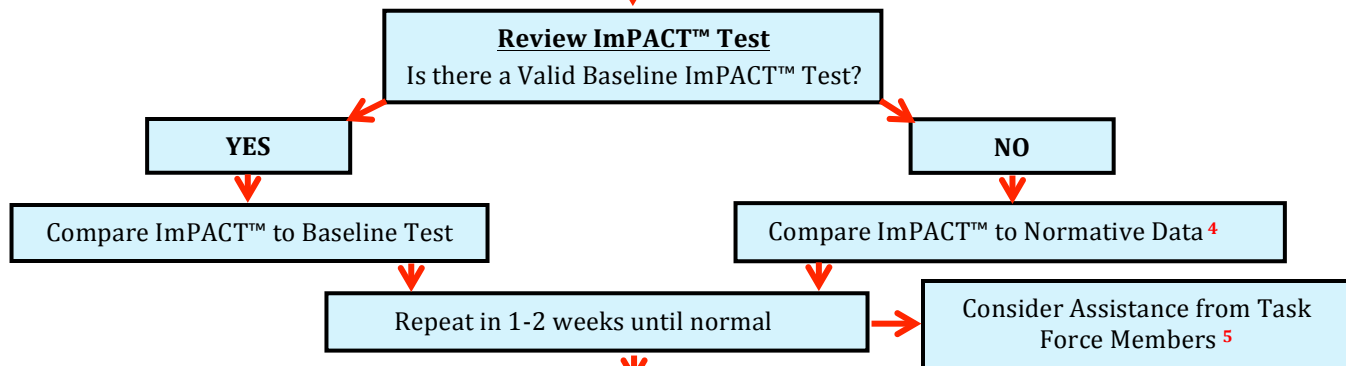 Review ImPACT™ Test
Is there a Valid Baseline ImPACT™ Test?
YES
NO
Compare ImPACT™ to Baseline Test
Compare ImPACT™ to Normative Data 4
Repeat in 1-2 weeks until normal
Consider Assistance from Task
Force Members 5